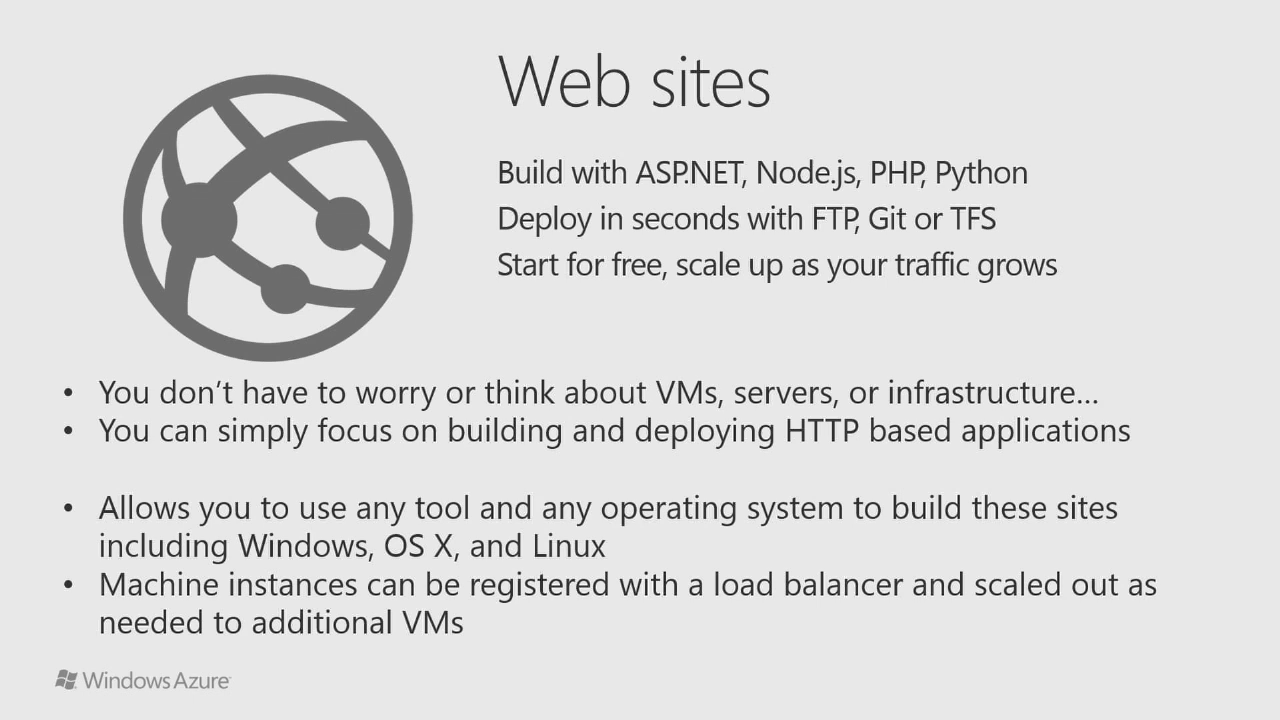 Web sites
Build with ASP.NET, Node.js, PHP, Python
Deploy in seconds with FTP, Git or TFS
Start for free, scale up as your traffic grows
• You don't have to worry or think about VMs, servers, or infrastructure...
• You can simply focus on building and deploying HTTP based applications
• Allows you to use any tool and any operating system to build these sites
including Windows, OS X, and Linux
• Machine instances can be registered with a load balancer and scaled out as
needed to additional VMs
Windows Azure